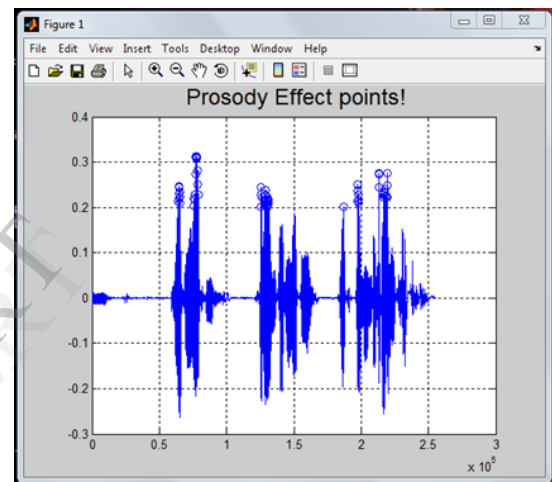 Figure 1
File Edit View Insert Tools Desktop Window Help
Prosody Effect points!
0.4
0.3
0.2
0.1
0
-0.1
-0.2
-0.3
0 0.5 1 1.5 2 2.5 3
x 10^5
RT